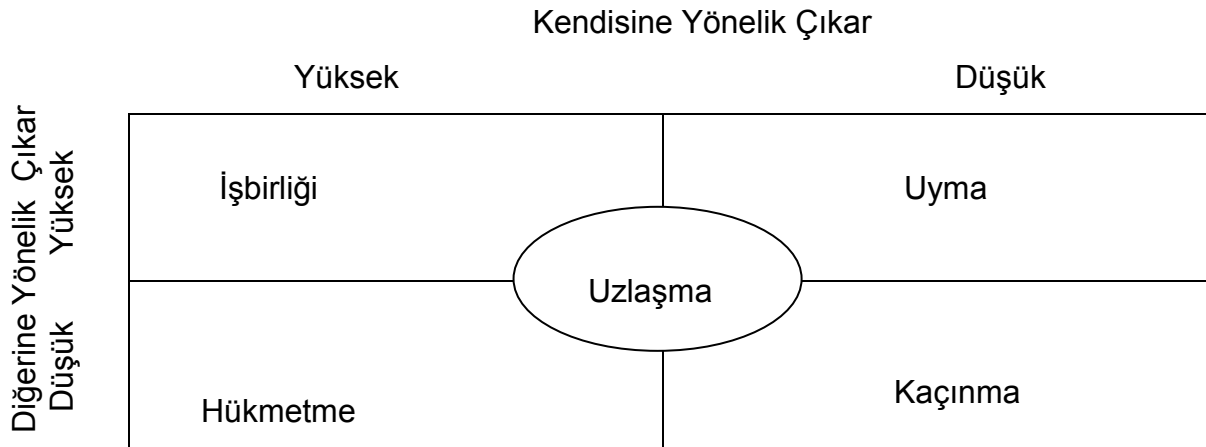 Kendisine Yönelik Çıkar
Yüksek Düşük
Diğerine Yönelik Çıkar
Düşük Yüksek
İşbirliği Uyma
Uzlaşma
Hükmetme Kaçınma